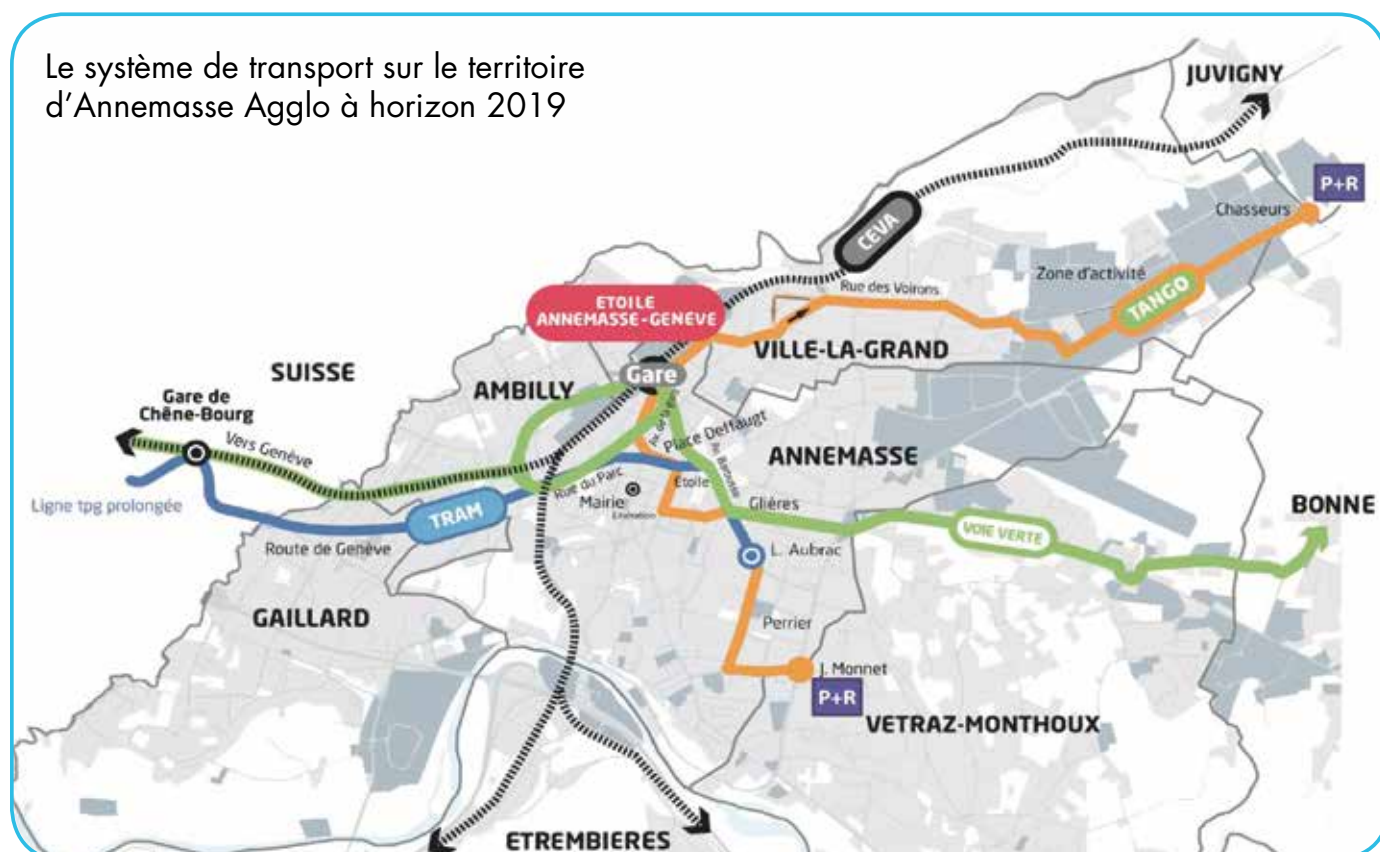 Le système de transport sur le territoire
d'Annemasse Agglo à horizon 2019
JUVIGNY
P+R
Chasseurs
CEVA
Zone d'activité
Rue des Voirons
TANGO
ETOILE
ANNEMASSE-GENÈVE
VILLE-LA-GRAND
SUISSE
Gare
AMBILLY
Gare de
Chêne-Bourg
Vers Genève
Place Deffaugt
ANNEMASSE
Rue du Parc
Etoile
Mairie
Libération
Glières
Ligne tpg prolongée
TRAM
VOIE VERTE
BONNE
Route de Genève
L. Aubrac
GAILLARD
Perrier
J. Monnet
P+R
VETRAZ-MONTHOUX
ETREMBIERES